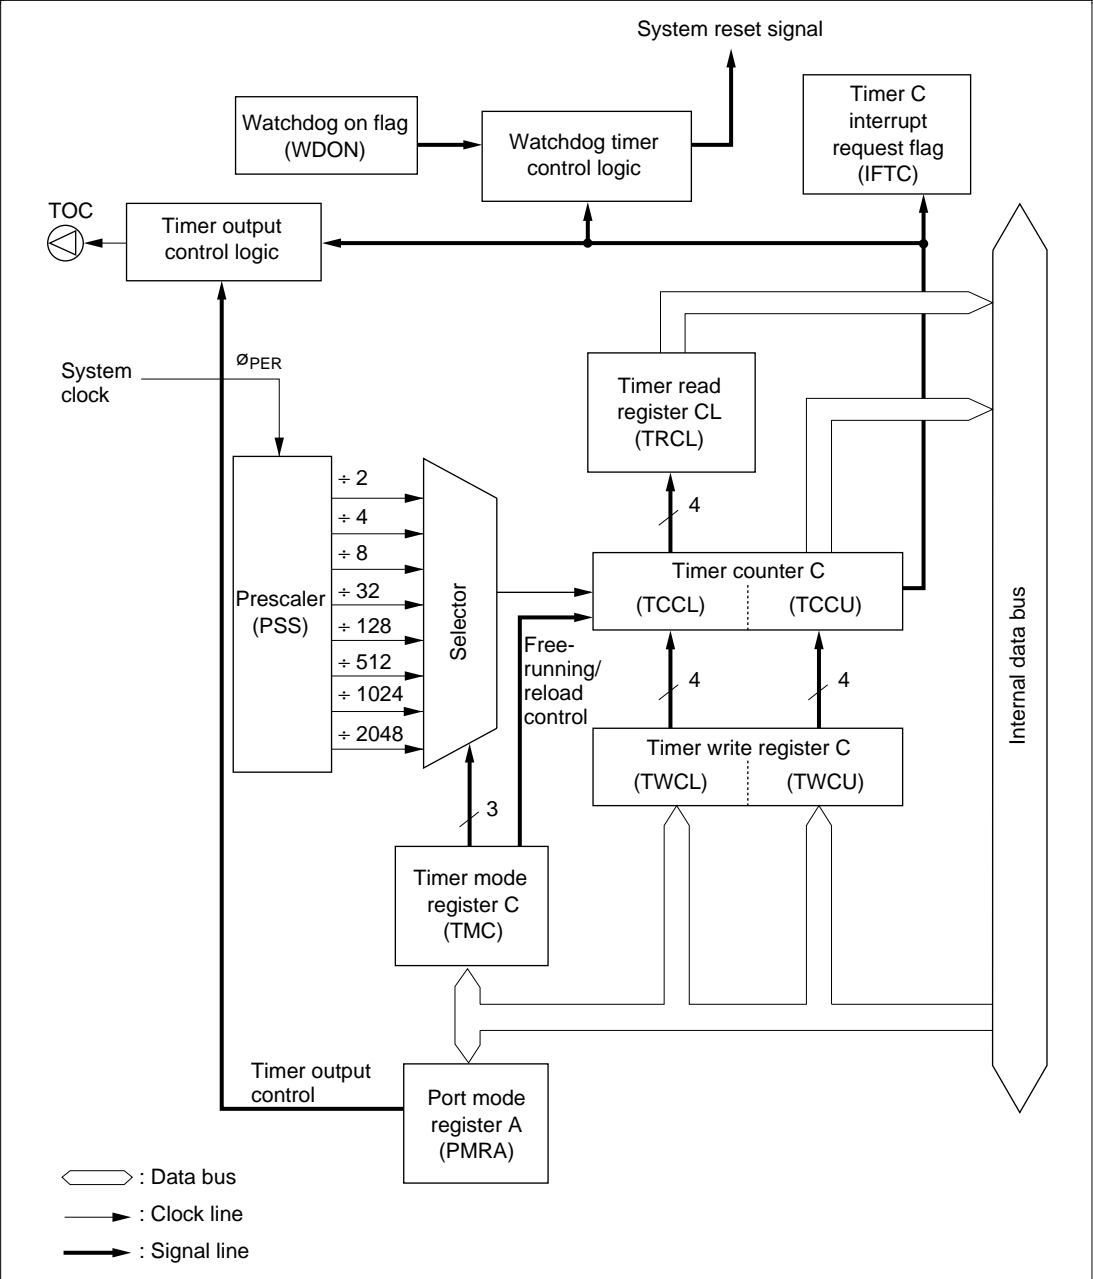 System reset signal
Watchdog on flag
(WDON)
Watchdog timer
control logic
Timer C
interrupt
request flag
(IFTC)
TOC
Timer output
control logic
System
clock
øPER
Timer read
register CL
(TRCL)
÷ 2
÷ 4
÷ 8
÷ 32
÷ 128
÷ 512
÷ 1024
÷ 2048
Prescaler
(PSS)
Selector
4
Timer counter C
(TCCL)
(TCCU)
Free-
running/
reload
control
4
4
Timer write register C
(TWCL)
(TWCU)
Internal data bus
3
Timer mode
register C
(TMC)
Timer output
control
Port mode
register A
(PMRA)
: Data bus
: Clock line
: Signal line